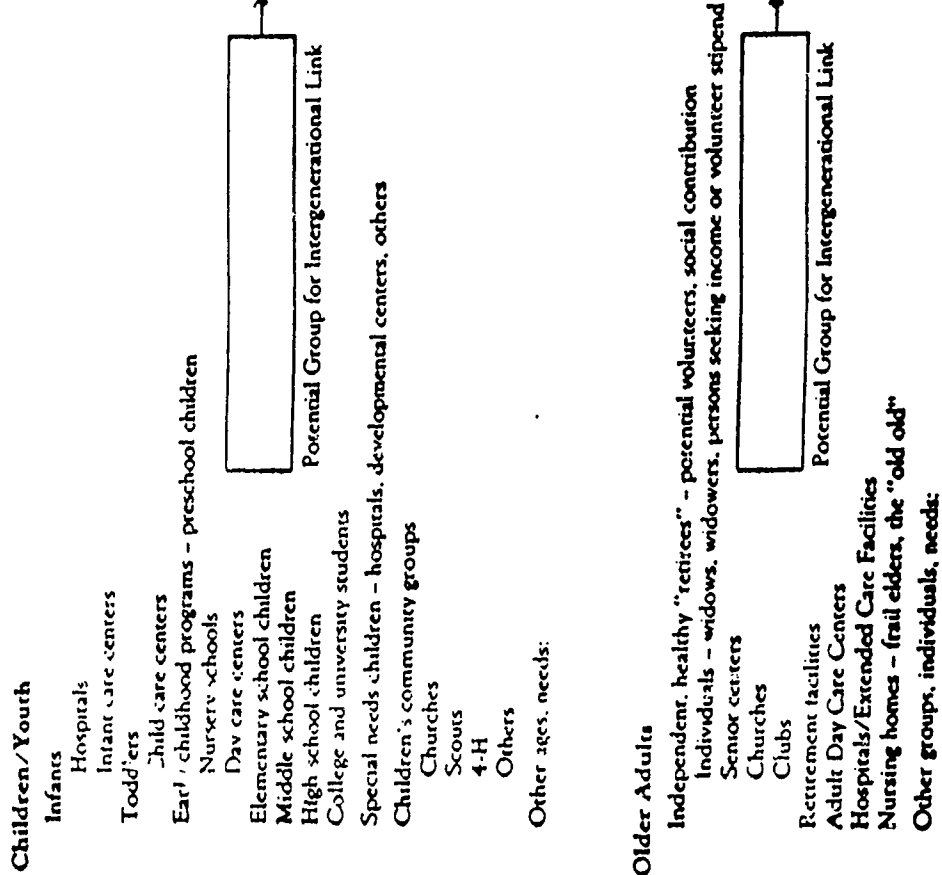 Children/Youth
Infants
Hospitals
Infant care centers
Todd'ers
Child care centers
Earl' childhood programs – preschool children
Nursery schools
Day care centers
Elementary school children
Middle school children
High school children
College and university students
Special needs children – hospitals, developmental centers, others
Children's community groups
Churches
Scouts
4-H
Others
Other ages, needs:
Potential Group for Intergenerational Link
Older Adults
Independent, healthy "retirees" – potential volunteers, social contribution
Individuals – widows, widowers, persons seeking income or volunteer stipend
Senior centers
Churches
Clubs
Retirement facilities
Adult Day Care Centers
Hospitals/Extended Care Facilities
Nursing homes – frail elders, the "old old"
Other groups, individuals, needs:
Potential Group for Intergenerational Link